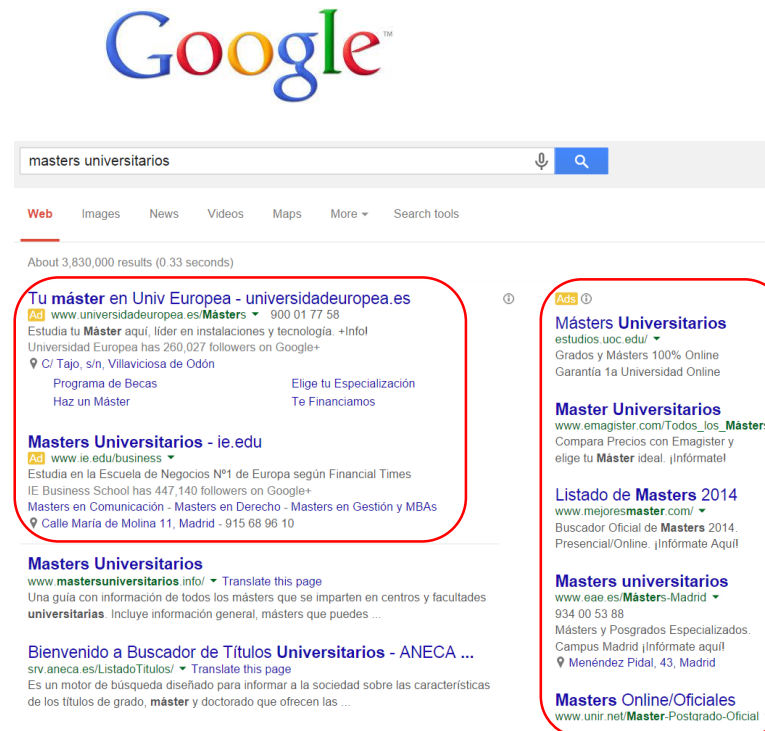 Google™
masters universitarios
Web Images News Videos Maps More Search tools
About 3,830,000 results (0.33 seconds)
Tu máster en Univ Europea - universidadeuropea.es
Ad www.universidadeuropea.es/Másters 900 01 77 58
Estudia tu Máster aquí, líder en instalaciones y tecnología. +Info!
Universidad Europea has 260,027 followers on Google+
C/ Tajo, s/n, Villaviciosa de Odón
Programa de Becas Elige tu Especialización
Haz un Máster Te Financiamos
Masters Universitarios - ie.edu
Ad www.ie.edu/business
Estudia en la Escuela de Negocios Nº1 de Europa según Financial Times
IE Business School has 447,140 followers on Google+
Masters en Comunicación - Masters en Derecho - Masters en Gestión y MBAs
Calle María de Molina 11, Madrid - 915 68 96 10
Masters Universitarios
www.mastersuniversitarios.info/ Translate this page
Una guía con información de todos los másters que se imparten en centros y facultades
universitarias. Incluye información general, másters que puedes ...
Bienvenido a Buscador de Títulos Universitarios - ANECA ...
srv.aneca.es/ListadoTitulos/ Translate this page
Es un motor de búsqueda diseñado para informar a la sociedad sobre las características
de los títulos de grado, máster y doctorado que ofrecen las ...
Ads
Másters Universitarios
estudios.uoc.edu/
Grados y Másters 100% Online
Garantía 1a Universidad Online
Master Universitarios
www.emagister.com/Todos_los_Másters
Compara Precios con Emagister y
elige tu Máster ideal. ¡Infórmate!
Listado de Masters 2014
www.mejoresmaster.com/
Buscador Oficial de Masters 2014.
Presencial/Online. ¡Infórmate Aquí!
Masters universitarios
www.eae.es/Másters-Madrid
934 00 53 88
Másters y Posgrados Especializados.
Campus Madrid ¡Infórmate aquí!
Menéndez Pidal, 43, Madrid
Masters Online/Oficiales
www.unir.net/Master-Postgrado-Oficial